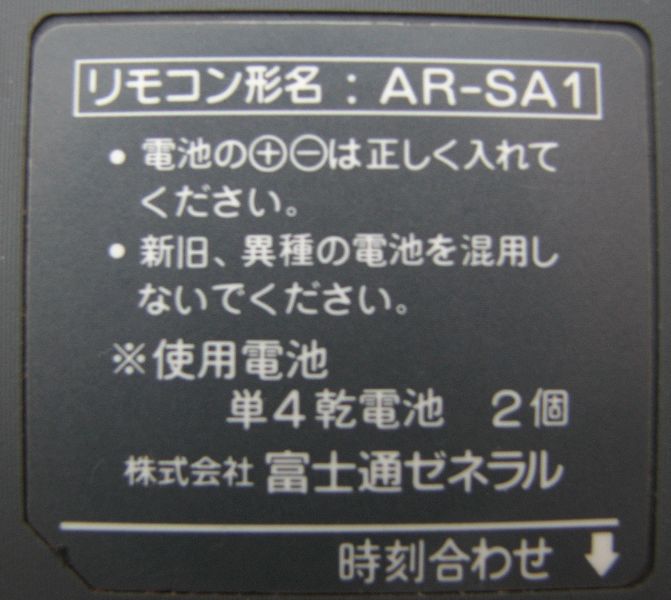 リモコン形名：AR-SA1
• 電池の⊕⊖は正しく入れて
ください。
• 新旧、異種の電池を混用し
ないでください。
※使用電池
単4乾電池 2個
株式会社 富士通ゼネラル
時刻合わせ ⬇